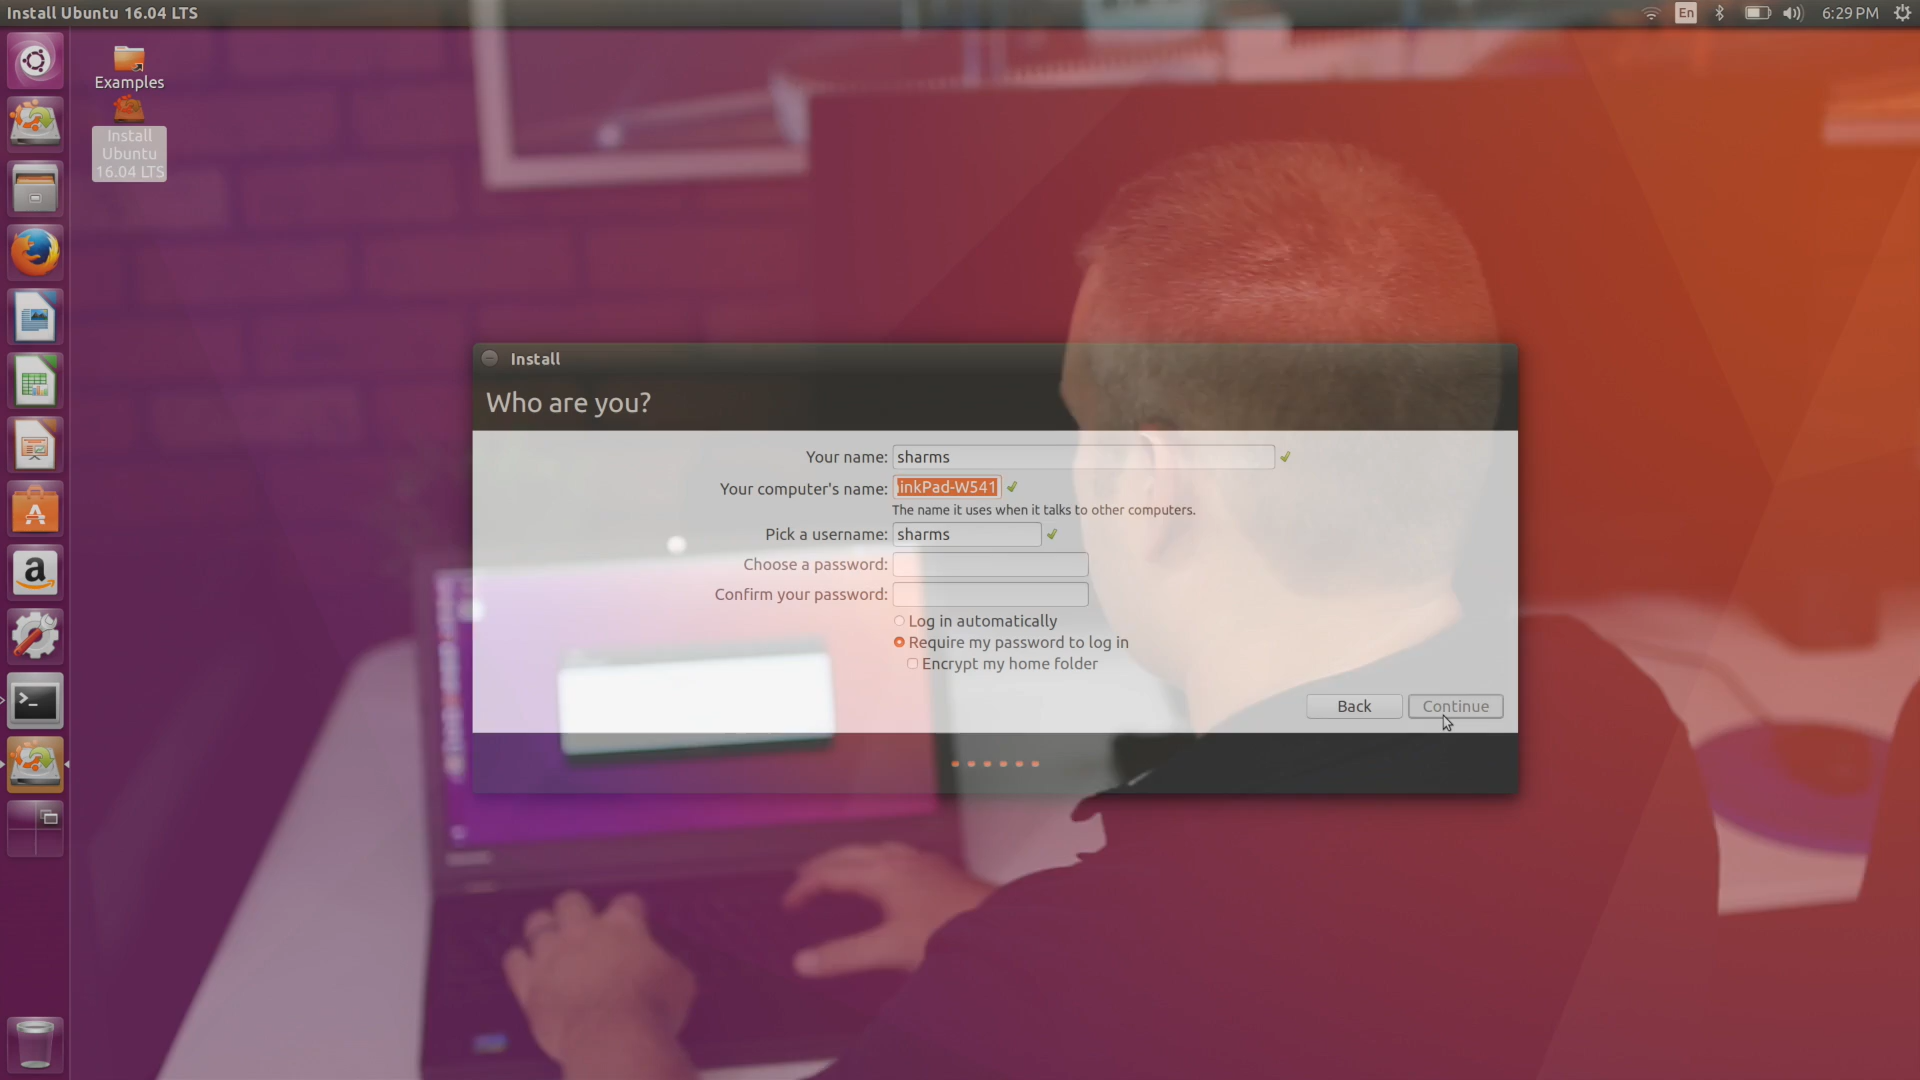 Install Ubuntu 16.04 LTS
En
6:29 PM
Examples
Install
Ubuntu
16.04 LTS
Install
Who are you?
Your name: sharms
Your computer's name: inkPad-W541
The name it uses when it talks to other computers.
Pick a username: sharms
Choose a password:
Confirm your password:
Log in automatically
Require my password to log in
Encrypt my home folder
Back Continue